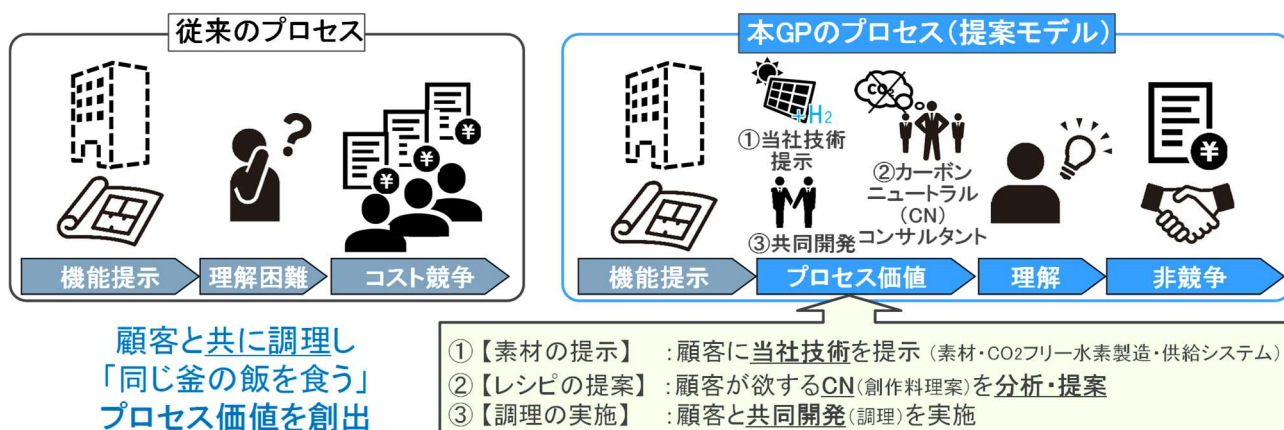 従来のプロセス
?
¥
¥
¥
機能提示
理解困難
コスト競争
本GPのプロセス(提案モデル)
+H2
①当社技術
提示
CO2
②カーボン
ニュートラル
(CN)
コンサルタント
③共同開発
¥
機能提示
プロセス価値
理解
非競争
顧客と共に調理し
「同じ釜の飯を食う」
プロセス価値を創出
①【素材の提示】 :顧客に当社技術を提示 (素材・CO2フリー水素製造・供給システム)
②【レシピの提案】 :顧客が欲するCN(創作料理案)を分析・提案
③【調理の実施】 :顧客と共同開発(調理)を実施